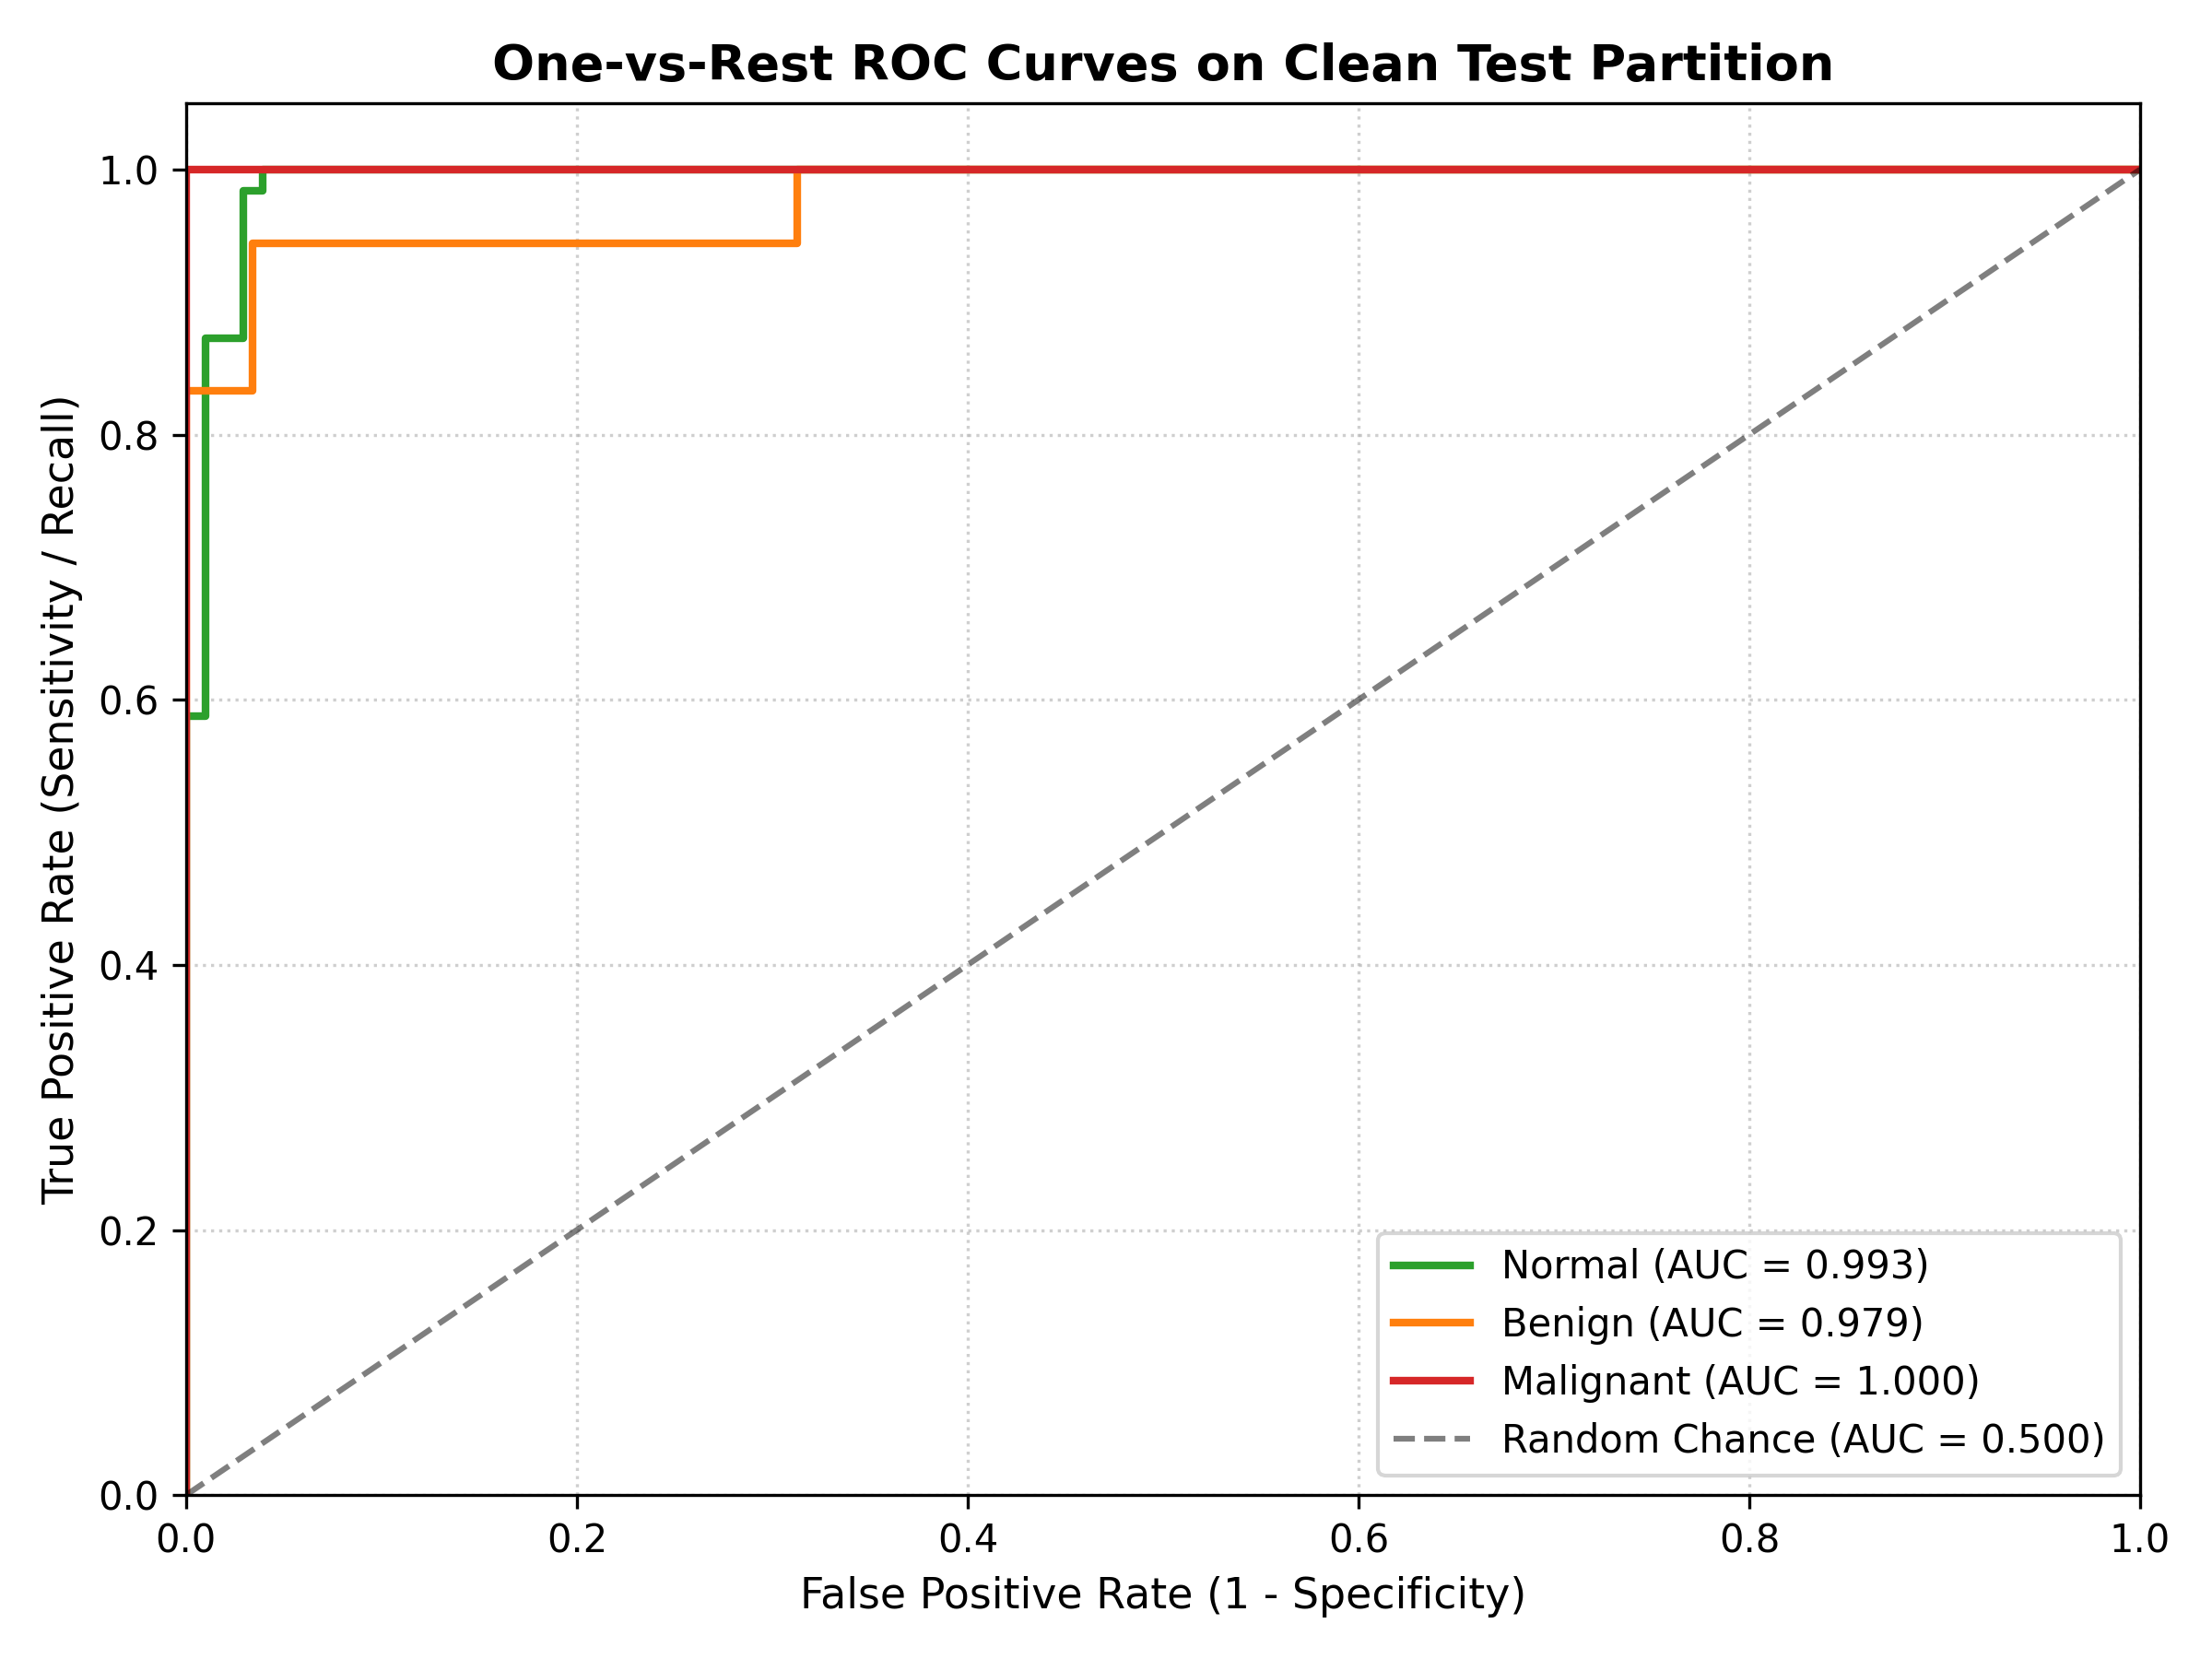 One-vs-Rest ROC Curves on Clean Test Partition
True Positive Rate (Sensitivity / Recall)
1.0
0.8
0.6
0.4
0.2
0.0
Normal (AUC = 0.993)
Benign (AUC = 0.979)
Malignant (AUC = 1.000)
Random Chance (AUC = 0.500)
0.0 0.2 0.4 0.6 0.8 1.0
False Positive Rate (1 - Specificity)